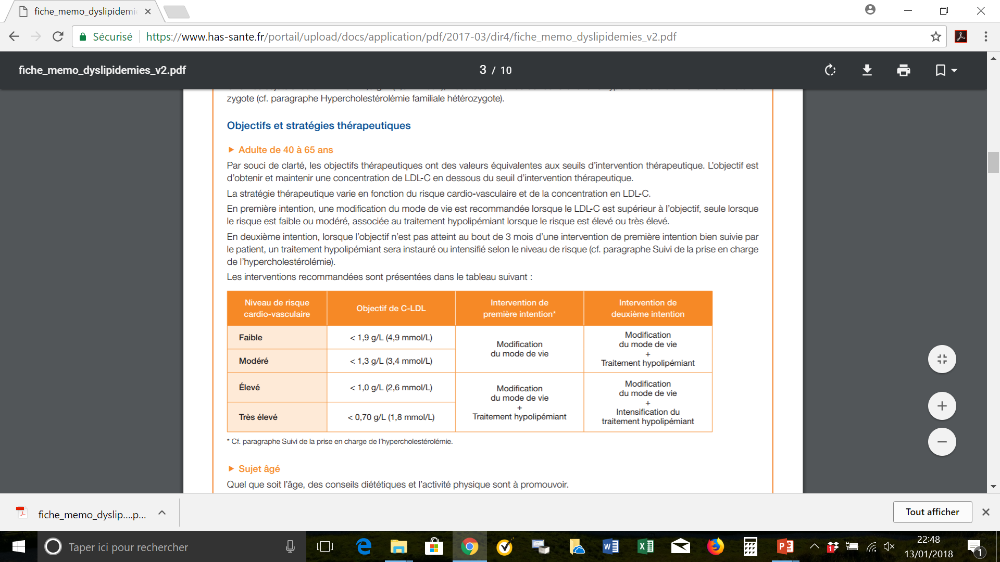 fiche_memo_dyslipidemi
Sécurisé
https://www.has-sante.fr/portail/upload/docs/application/pdf/2017-03/dir4/fiche_memo_dyslipidemies_v2.pdf
fiche_memo_dyslipidemies_v2.pdf
3 / 10
zygote (cf. paragraphe Hypercholestérolémie familiale hétérozygote).
Objectifs et stratégies thérapeutiques
Adulte de 40 à 65 ans
Par souci de clarté, les objectifs thérapeutiques ont des valeurs équivalentes aux seuils d’intervention thérapeutique. L’objectif est
d’obtenir et maintenir une concentration de LDL-C en dessous du seuil d’intervention thérapeutique.
La stratégie thérapeutique varie en fonction du risque cardio-vasculaire et de la concentration en LDL-C.
En première intention, une modification du mode de vie est recommandée lorsque le LDL-C est supérieur à l’objectif, seule lorsque
le risque est faible ou modéré, associée au traitement hypolipémiant lorsque le risque est élevé ou très élevé.
En deuxième intention, lorsque l’objectif n’est pas atteint au bout de 3 mois d’une intervention de première intention bien suivie par
le patient, un traitement hypolipémiant sera instauré ou intensifié selon le niveau de risque (cf. paragraphe Suivi de la prise en charge
de l’hypercholestérolémie).
Les interventions recommandées sont présentées dans le tableau suivant :
Niveau de risque
cardio-vasculaire
Objectif de C-LDL
Intervention de
première intention*
Intervention de
deuxième intention
Faible
< 1,9 g/L (4,9 mmol/L)
Modification
du mode de vie
Modification
du mode de vie
+
Traitement hypolipémiant
Modéré
< 1,3 g/L (3,4 mmol/L)
Élevé
< 1,0 g/L (2,6 mmol/L)
Modification
du mode de vie
+
Traitement hypolipémiant
Modification
du mode de vie
+
Intensification du
traitement hypolipémiant
Très élevé
< 0,70 g/L (1,8 mmol/L)
* Cf. paragraphe Suivi de la prise en charge de l’hypercholestérolémie.
Sujet âgé
Quel que soit l’âge, des conseils diététiques et l’activité physique sont à promouvoir.
fiche_memo_dyslip....p...
Tout afficher
Taper ici pour rechercher
22:48
13/01/2018
1
1